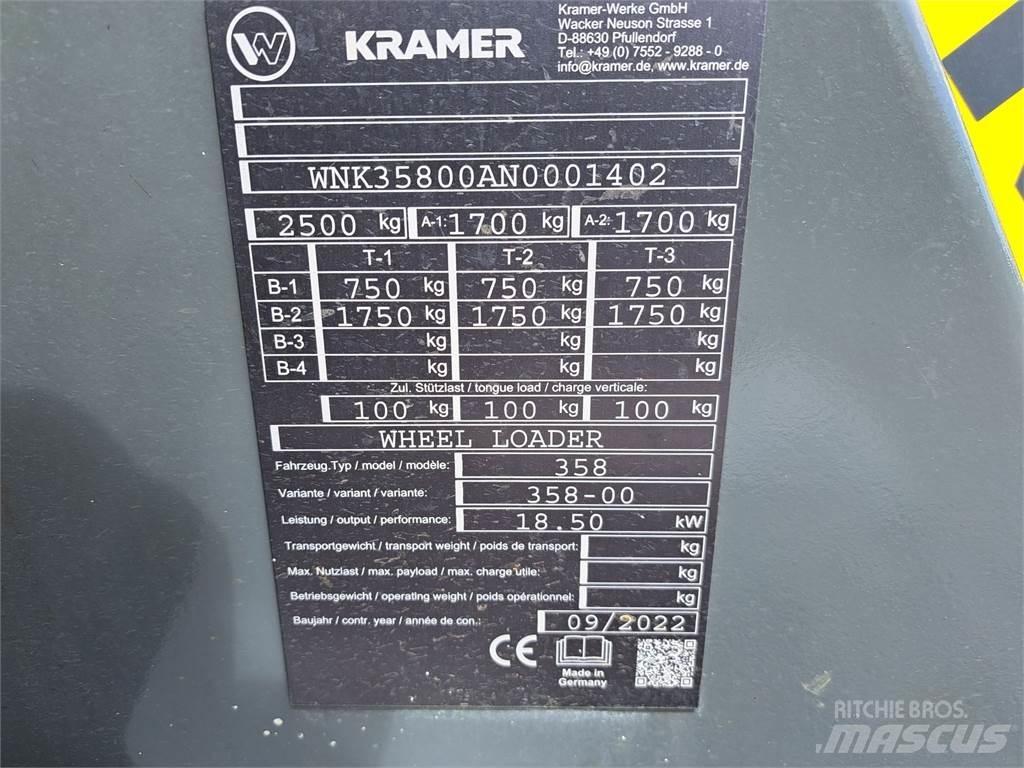 Kramer-Werke GmbH
Wacker Neuson Strasse 1
D-88630 Pfullendorf
Tel.: +49 (0) 7552 - 9288 - 0
info@kramer.de, www.kramer.de
KRAMER
WNK35800AN0001402
2500 kg A-1: 1700 kg A-2: 1700 kg
T-1 T-2 T-3
B-1 750 kg 750 kg 750 kg
B-2 1750 kg 1750 kg 1750 kg
B-3 kg kg kg
B-4 kg kg kg
Zul. Stützlast / tongue load / charge verticale:
100 kg 100 kg 100 kg
WHEEL LOADER
Fahrzeug.Typ / model / modèle: 358
Variante / variant / variante: 358-00
Leistung / output / performance: 18.50 kW
Transportgewicht / transport weight / poids de transport: kg
Max. Nutzlast / max. payload / max. charge utile: kg
Betriebsgewicht / operating weight / poids opérationnel: kg
Baujahr / contr. year / année de con.: 09/2022
CE
Made in
Germany
RITCHIE BROS.
MASCUS